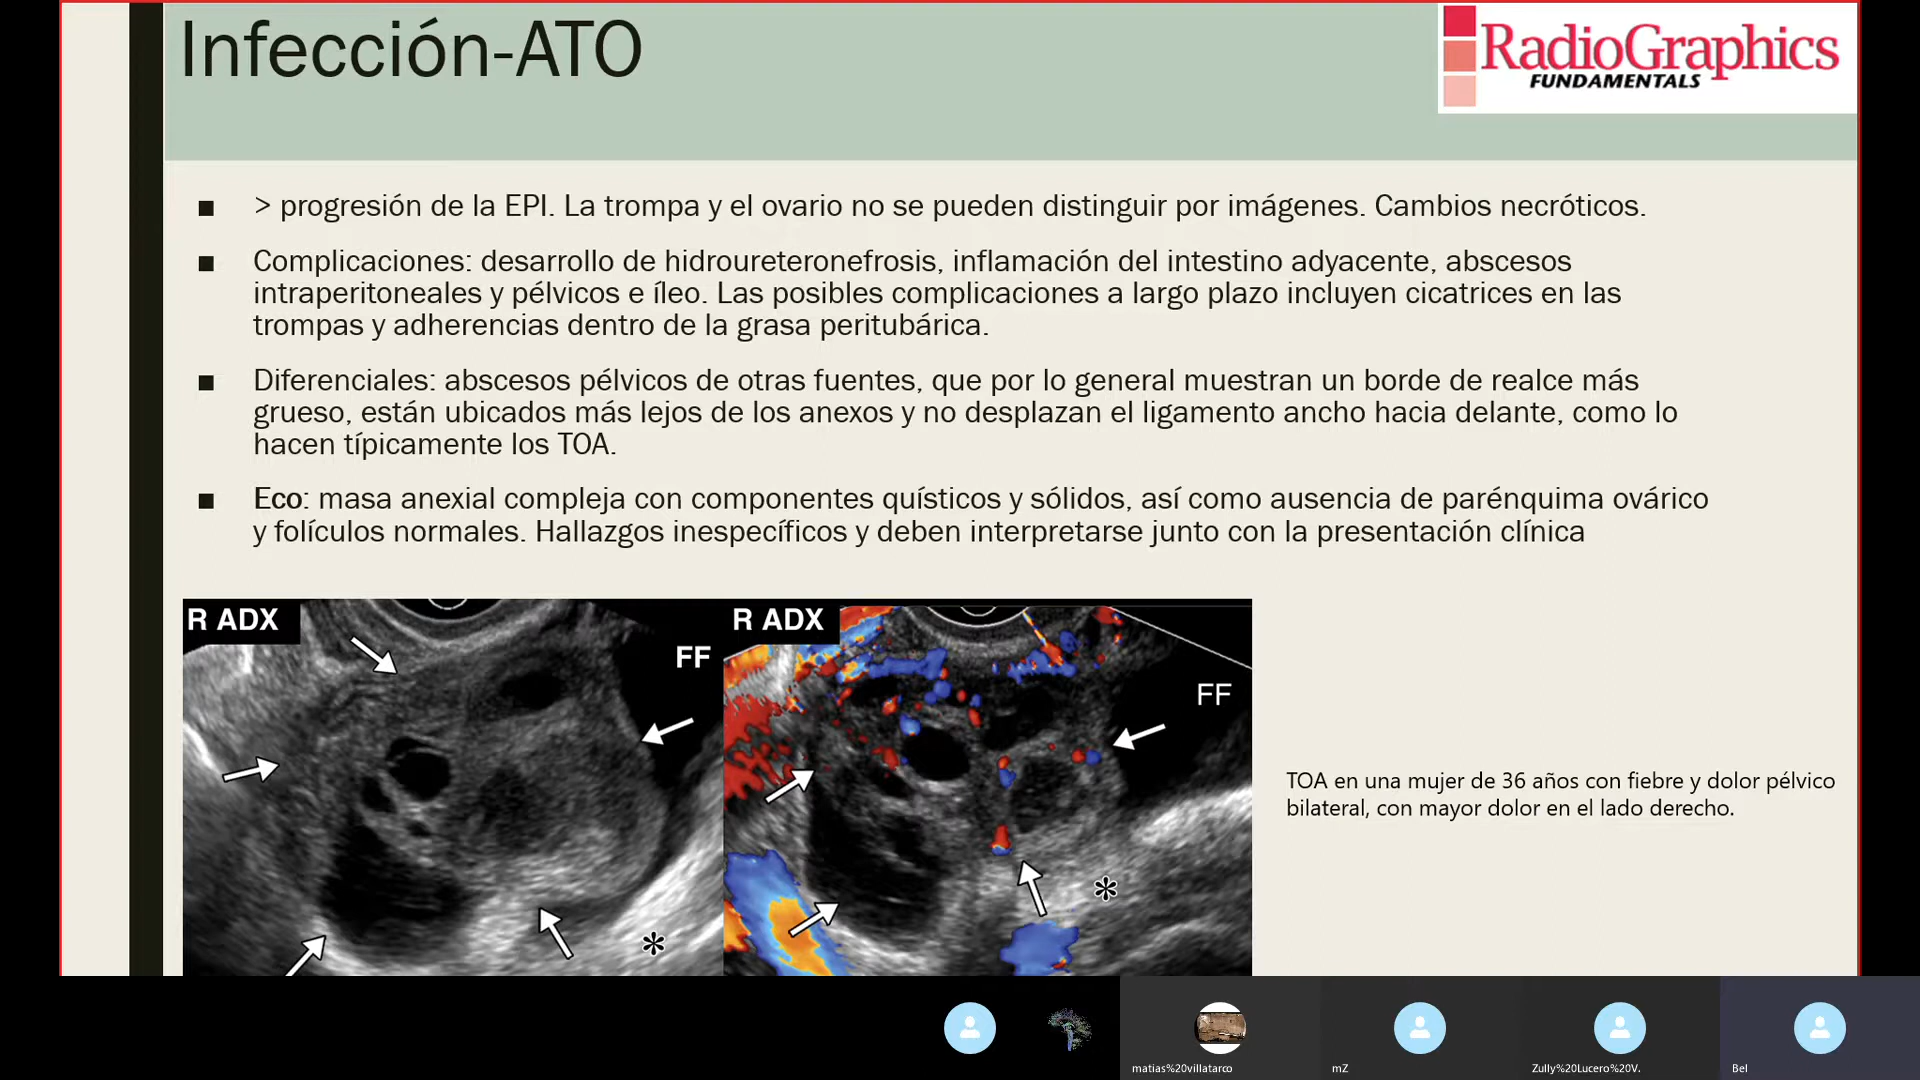 Infección-ATO
RadioGraphics
FUNDAMENTALS
■ > progresión de la EPI. La trompa y el ovario no se pueden distinguir por imágenes. Cambios necróticos.
■ Complicaciones: desarrollo de hidroureteronefrosis, inflamación del intestino adyacente, abscesos
intraperitoneales y pélvicos e íleo. Las posibles complicaciones a largo plazo incluyen cicatrices en las
trompas y adherencias dentro de la grasa peritubárica.
■ Diferenciales: abscesos pélvicos de otras fuentes, que por lo general muestran un borde de realce más
grueso, están ubicados más lejos de los anexos y no desplazan el ligamento ancho hacia delante, como lo
hacen típicamente los TOA.
■ Eco: masa anexial compleja con componentes quísticos y sólidos, así como ausencia de parénquima ovárico
y folículos normales. Hallazgos inespecíficos y deben interpretarse junto con la presentación clínica
R ADX
FF
*
R ADX
FF
*
TOA en una mujer de 36 años con fiebre y dolor pélvico
bilateral, con mayor dolor en el lado derecho.
matias%20villatarco
mZ
Zully%20Lucero%20V.
Bel